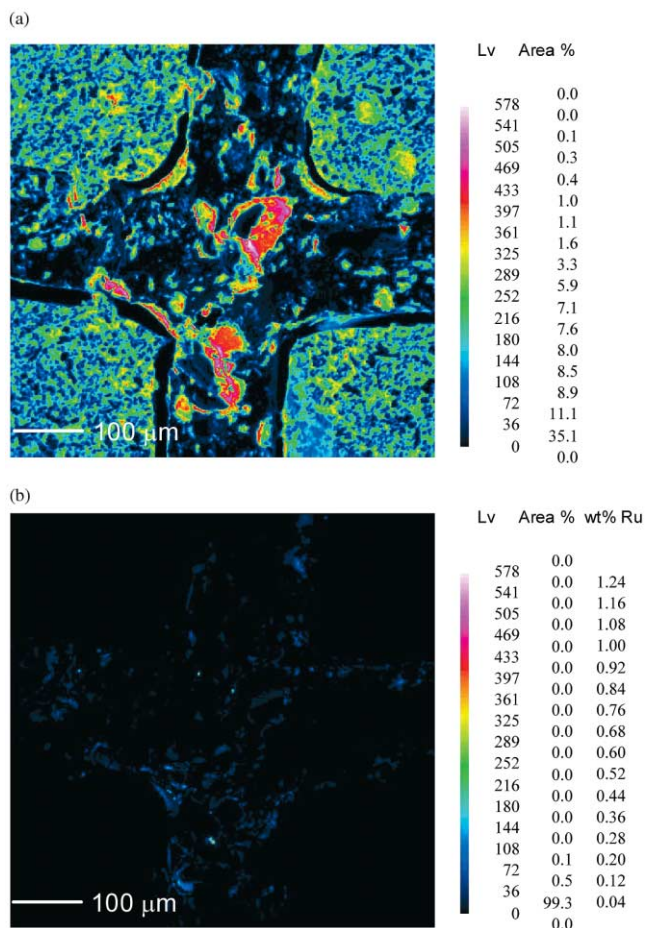 (a)
Lv Area %
0.0
578 0.0
541 0.1
505 0.3
469 0.4
433 1.0
397 1.1
361 1.6
325 3.3
289 5.9
252 7.1
216 7.6
180 8.0
144 8.5
108 8.9
72 11.1
36 35.1
0 0.0
100 μm
(b)
Lv Area % wt% Ru
0.0
578 0.0 1.24
541 0.0 1.16
505 0.0 1.08
469 0.0 1.00
433 0.0 0.92
397 0.0 0.84
361 0.0 0.76
325 0.0 0.68
289 0.0 0.60
252 0.0 0.52
216 0.0 0.44
180 0.0 0.36
144 0.0 0.28
108 0.1 0.20
72 0.5 0.12
36 99.3 0.04
0 0.0
100 μm